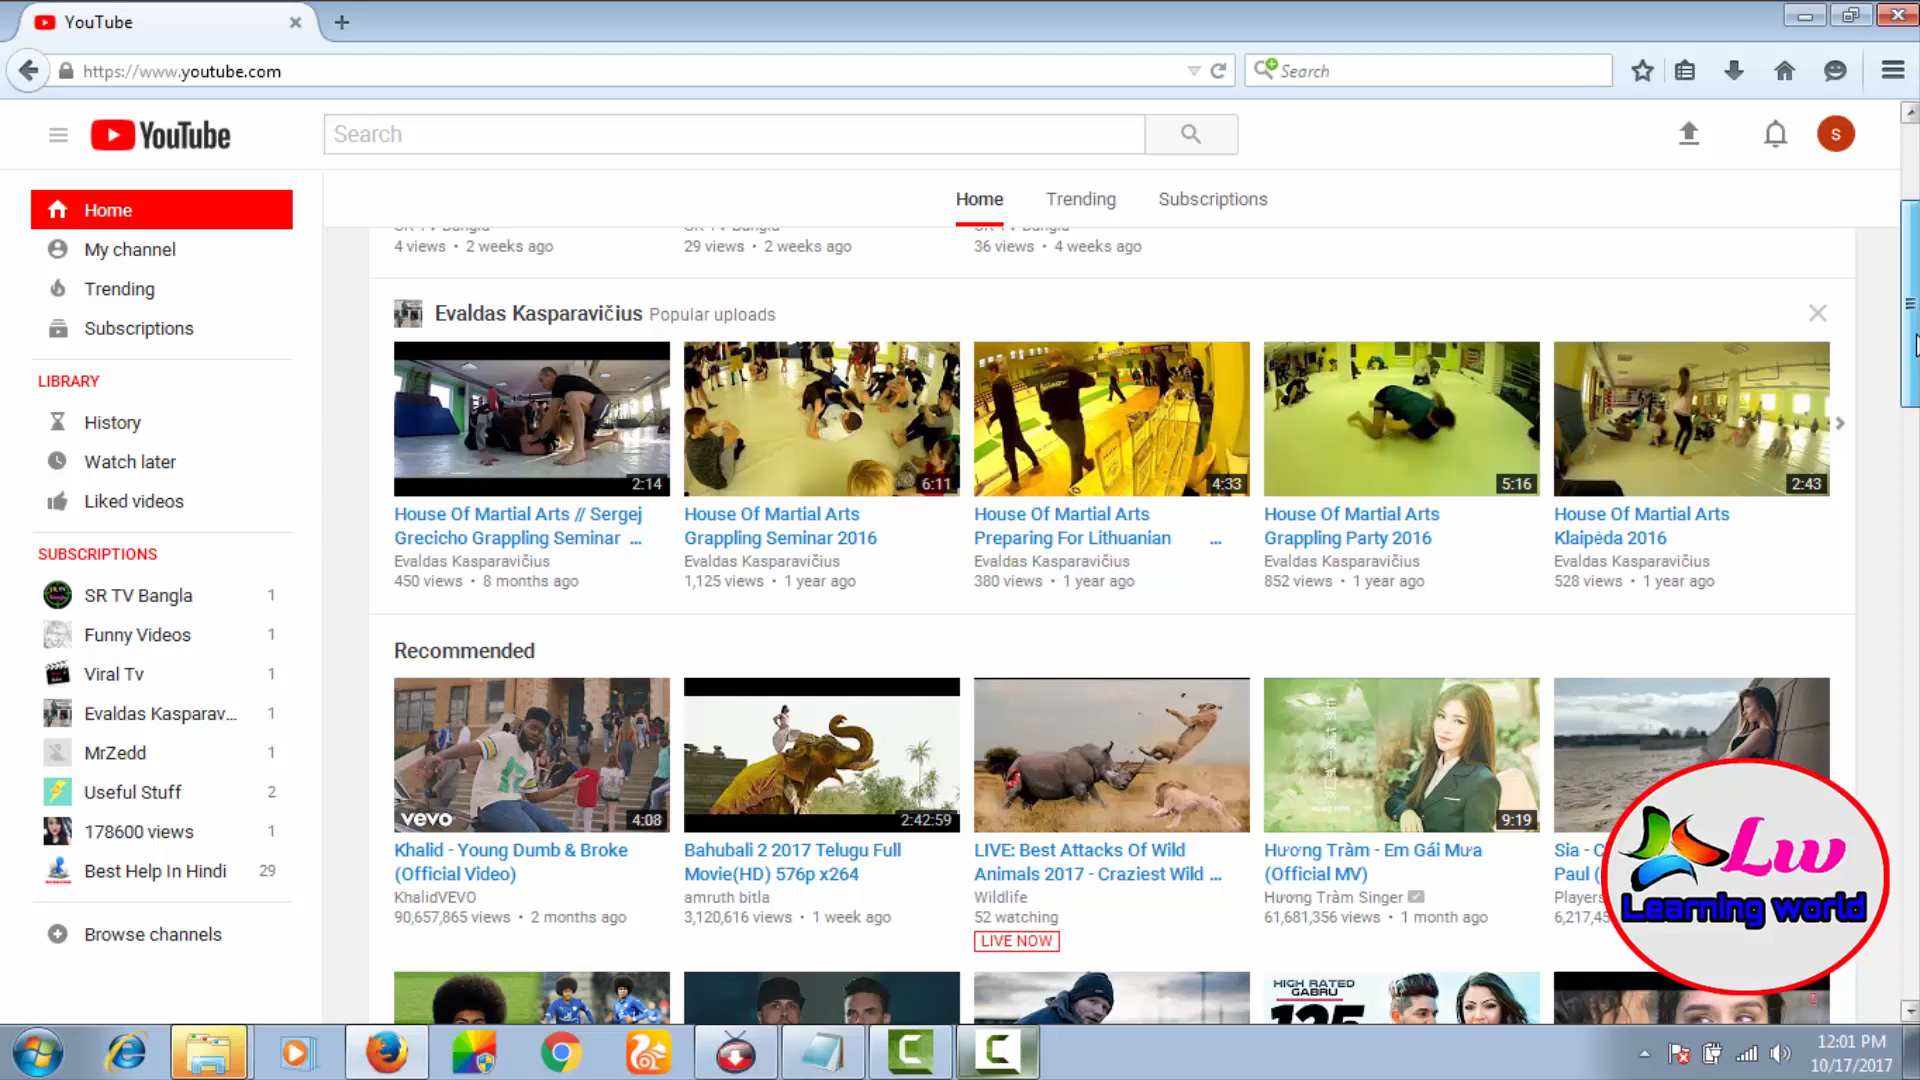 YouTube
https://www.youtube.com
Search
YouTube
Search
S
Home
Trending
Subscriptions
Home
My channel
Trending
Subscriptions
LIBRARY
History
Watch later
Liked videos
SUBSCRIPTIONS
SR TV Bangla 1
Funny Videos 1
Viral Tv 1
Evaldas Kasparav... 1
MrZedd 1
Useful Stuff 2
178600 views 1
Best Help In Hindi 29
Browse channels
4 views • 2 weeks ago
29 views • 2 weeks ago
36 views • 4 weeks ago
Evaldas Kasparavičius Popular uploads
2:14
6:11
4:33
5:16
2:43
House Of Martial Arts // Sergej
Grecicho Grappling Seminar ...
Evaldas Kasparavičius
450 views • 8 months ago
House Of Martial Arts
Grappling Seminar 2016
Evaldas Kasparavičius
1,125 views • 1 year ago
House Of Martial Arts
Preparing For Lithuanian ...
Evaldas Kasparavičius
380 views • 1 year ago
House Of Martial Arts
Grappling Party 2016
Evaldas Kasparavičius
852 views • 1 year ago
House Of Martial Arts
Klaipėda 2016
Evaldas Kasparavičius
528 views • 1 year ago
Recommended
vevo
4:08
2:42:59
9:19
Khalid - Young Dumb & Broke
(Official Video)
KhalidVEVO
90,657,865 views • 2 months ago
Bahubali 2 2017 Telugu Full
Movie(HD) 576p x264
amruth bitla
3,120,616 views • 1 week ago
LIVE: Best Attacks Of Wild
Animals 2017 - Craziest Wild ...
Wildlife
52 watching
LIVE NOW
Hương Tràm - Em Gái Mưa
(Official MV)
Hương Tràm Singer
61,681,356 views • 1 month ago
Sia - C
Paul (
Players
6,217,45
Lw
Learning world
HIGH RATED
GABRU
125
12:01 PM
10/17/2017